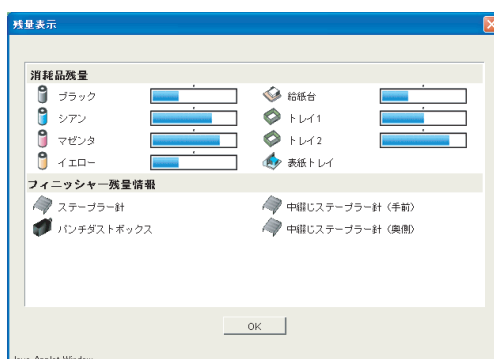 残量表示
消耗品残量
ブラック
シアン
マゼンタ
イエロー
給紙台
トレイ1
トレイ2
表紙トレイ
フィニッシャー残量情報
ステープラー針
パンチダストボックス
中綴じステープラー針（手前）
中綴じステープラー針（奥側）
OK
Java Applet Window